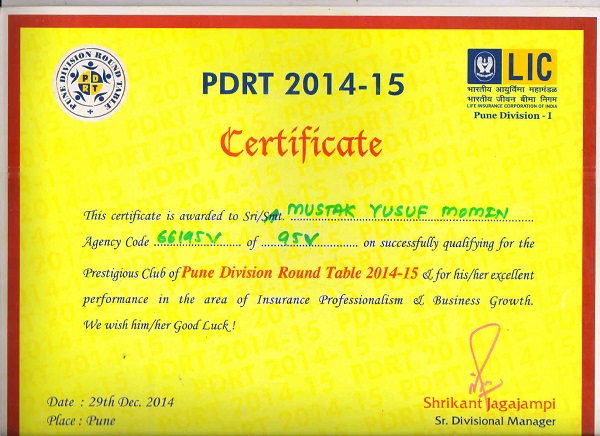 PUNE DIVISION ROUND TABLE
PDRT
PDRT 2014-15
LIC
भारतीय आयुर्विमा महामंडळ
भारतीय जीवन बीमा निगम
LIFE INSURANCE CORPORATION OF INDIA
Pune Division - I
Certificate
This certificate is awarded to Sri/Smt. MUSTAK YUSUF MOMIN
Agency Code 66195V of 95V on successfully qualifying for the
Prestigious Club of Pune Division Round Table 2014-15 & for his/her excellent
performance in the area of Insurance Professionalism & Business Growth.
We wish him/her Good Luck !
Date : 29th Dec. 2014
Place : Pune
Shrikant Jagajampi
Sr. Divisional Manager